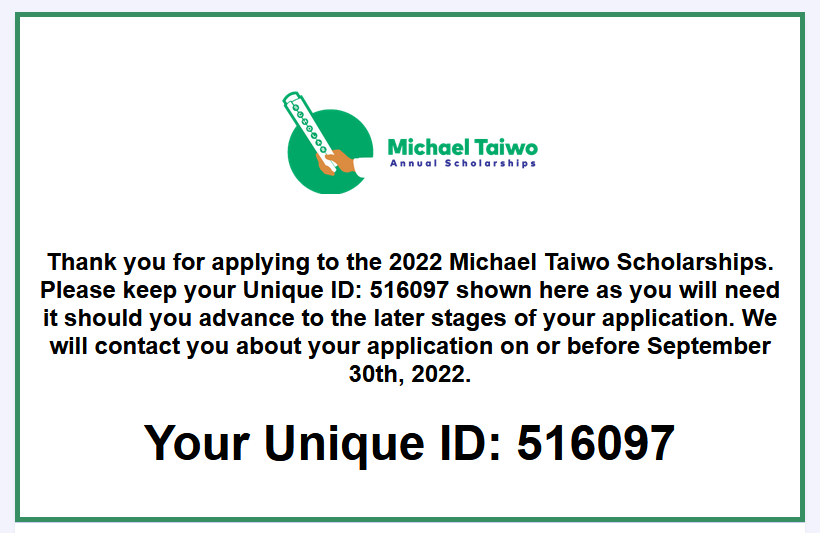 Michael Taiwo
Annual Scholarships
Thank you for applying to the 2022 Michael Taiwo Scholarships.
Please keep your Unique ID: 516097 shown here as you will need
it should you advance to the later stages of your application. We
will contact you about your application on or before September
30th, 2022.
Your Unique ID: 516097